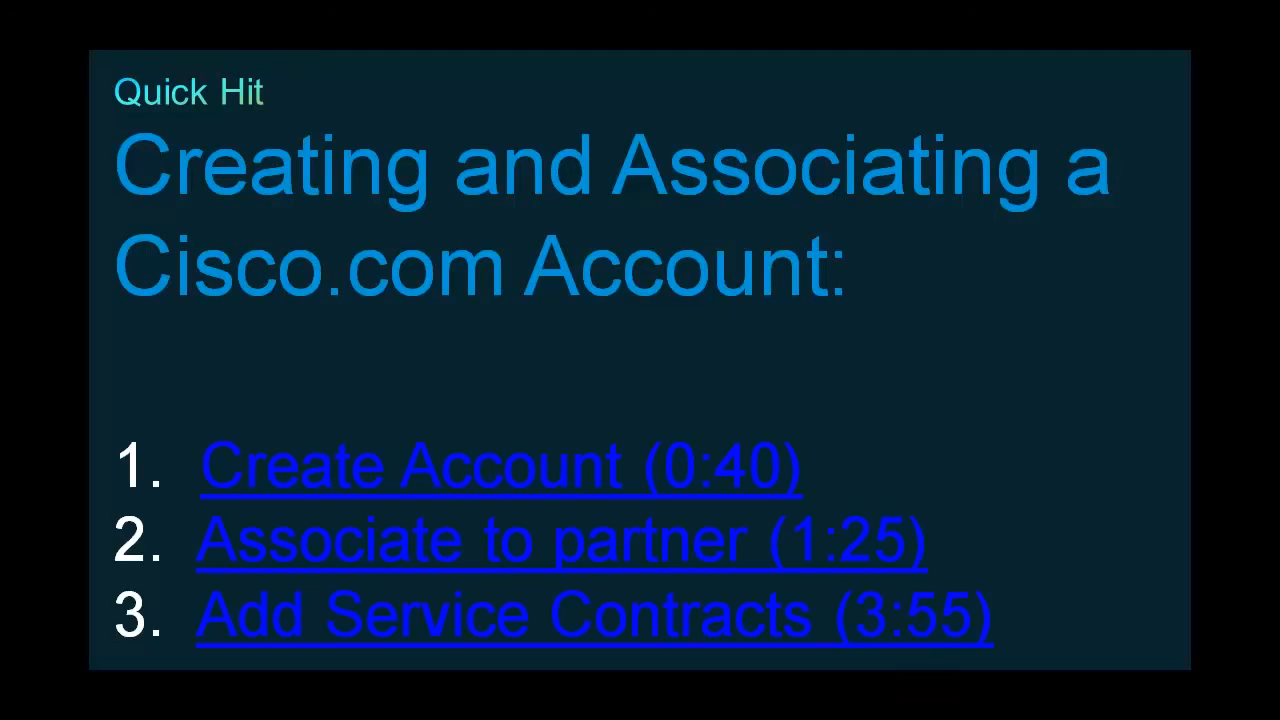 Quick Hit
Creating and Associating a
Cisco.com Account:
1. Create Account (0:40)
2. Associate to partner (1:25)
3. Add Service Contracts (3:55)